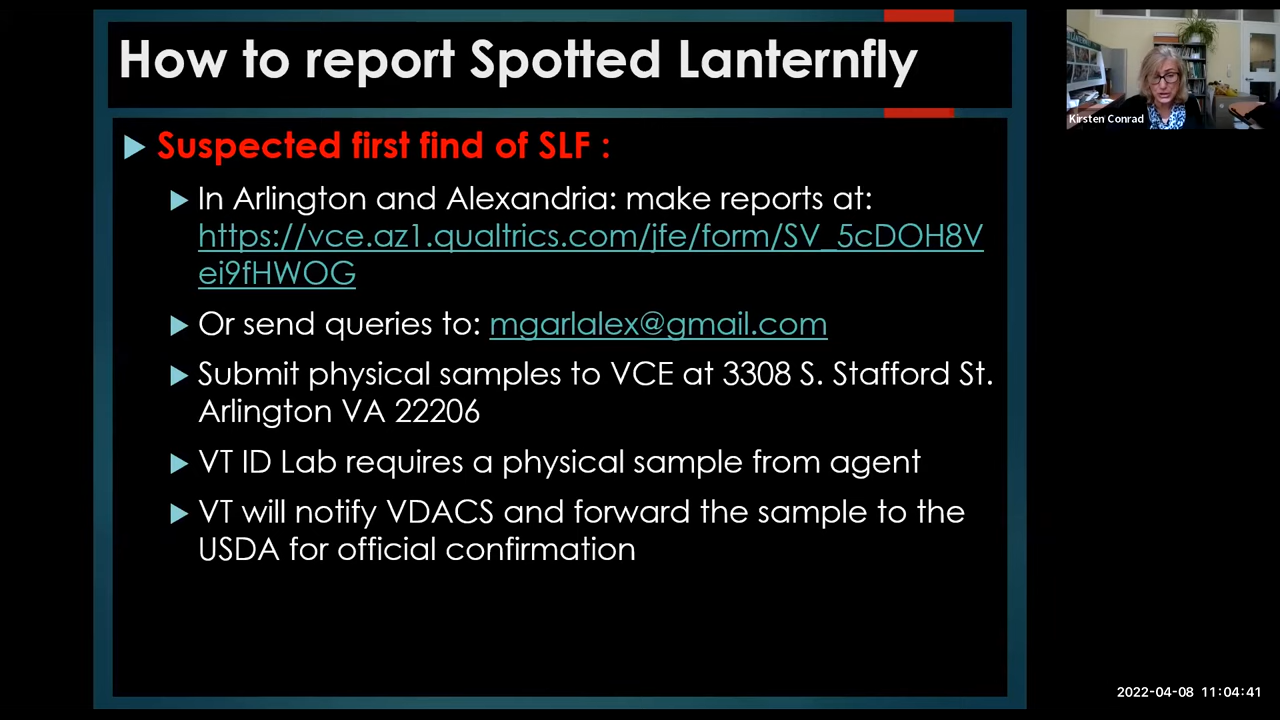 How to report Spotted Lanternfly
Suspected first find of SLF :
In Arlington and Alexandria: make reports at:
https://vce.az1.qualtrics.com/jfe/form/SV_5cDOH8V
ei9fHWOG
Or send queries to: mgarlalex@gmail.com
Submit physical samples to VCE at 3308 S. Stafford St.
Arlington VA 22206
VT ID Lab requires a physical sample from agent
VT will notify VDACS and forward the sample to the
USDA for official confirmation
Kirsten Conrad
2022-04-08 11:04:41